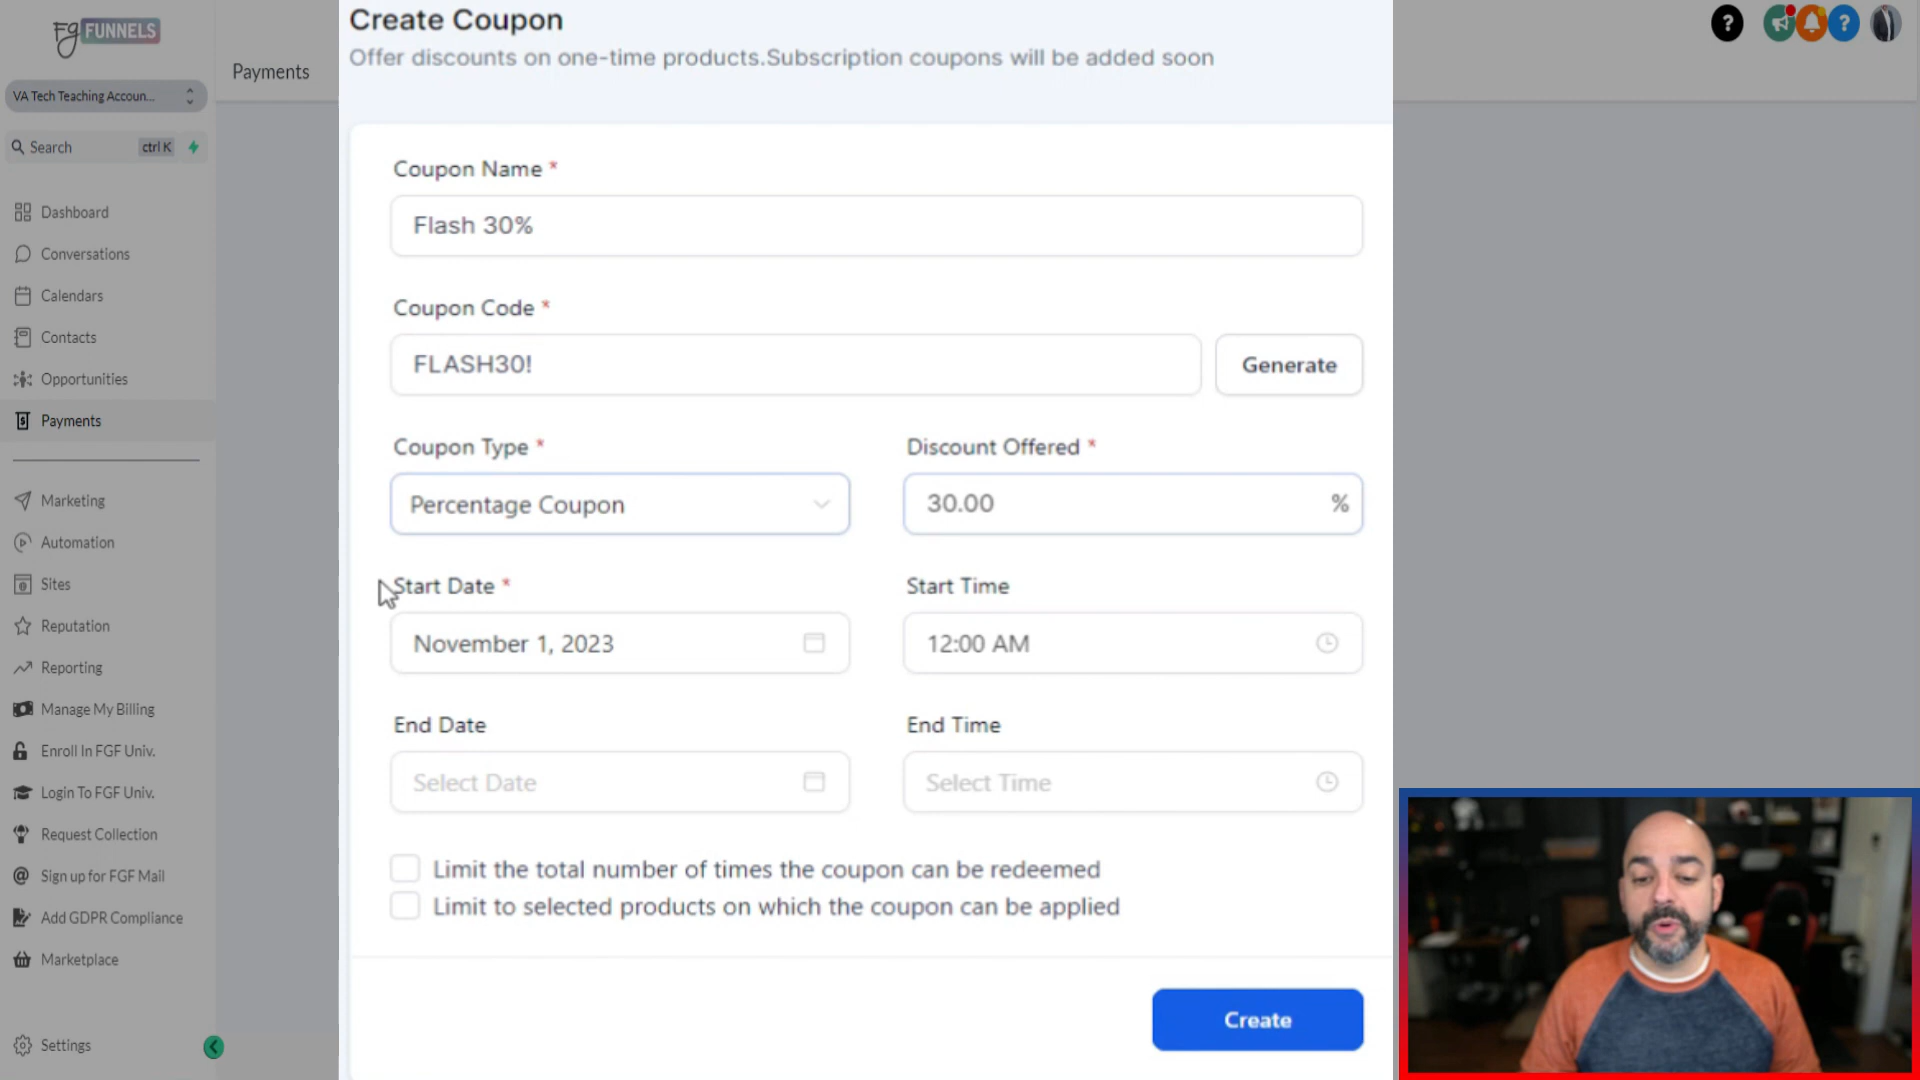 Fg FUNNELS
VA Tech Teaching Accoun...
Search ctrl K
Dashboard
Conversations
Calendars
Contacts
Opportunities
Payments
Marketing
Automation
Sites
Reputation
Reporting
Manage My Billing
Enroll In FGF Univ.
Login To FGF Univ.
Request Collection
Sign up for FGF Mail
Add GDPR Compliance
Marketplace
Settings
Payments
Create Coupon
Offer discounts on one-time products.Subscription coupons will be added soon
Coupon Name *
Flash 30%
Coupon Code *
FLASH30!
Generate
Coupon Type * Discount Offered *
Percentage Coupon 30.00 %
Start Date * Start Time
November 1, 2023 12:00 AM
End Date End Time
Select Date Select Time
Limit the total number of times the coupon can be redeemed
Limit to selected products on which the coupon can be applied
Create